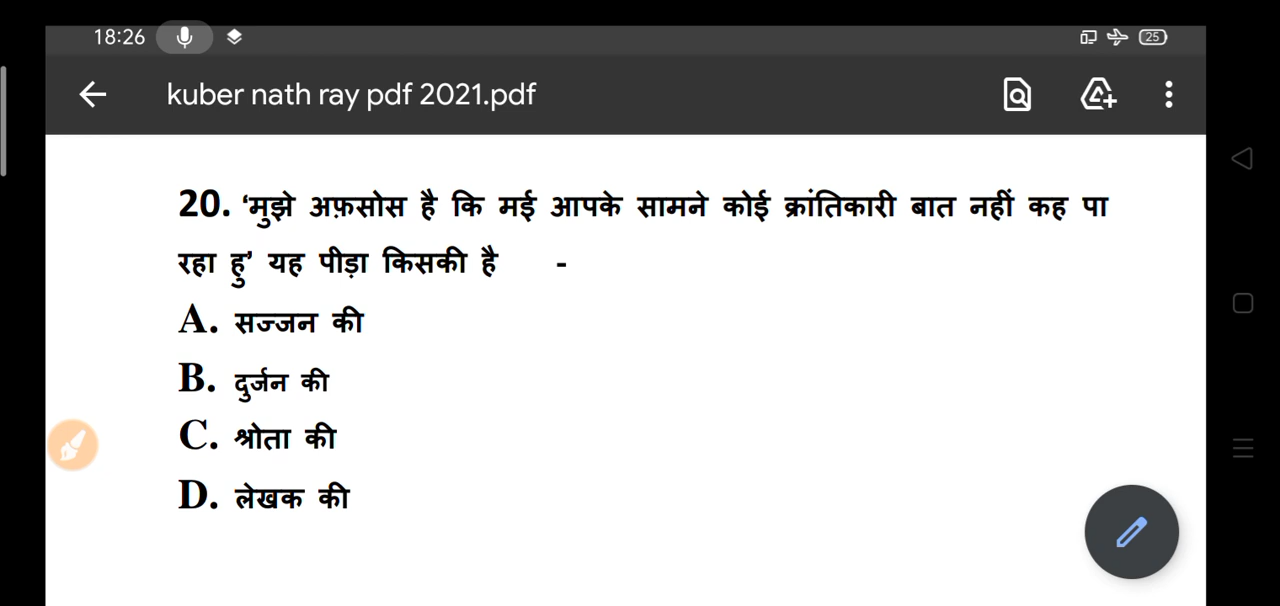 18:26
25
kuber nath ray pdf 2021.pdf
20. ‘मुझे अफ़सोस है कि मई आपके सामने कोई क्रांतिकारी बात नहीं कह पा
रहा हु’ यह पीड़ा किसकी है -
A. सज्जन की
B. दुर्जन की
C. श्रोता की
D. लेखक की